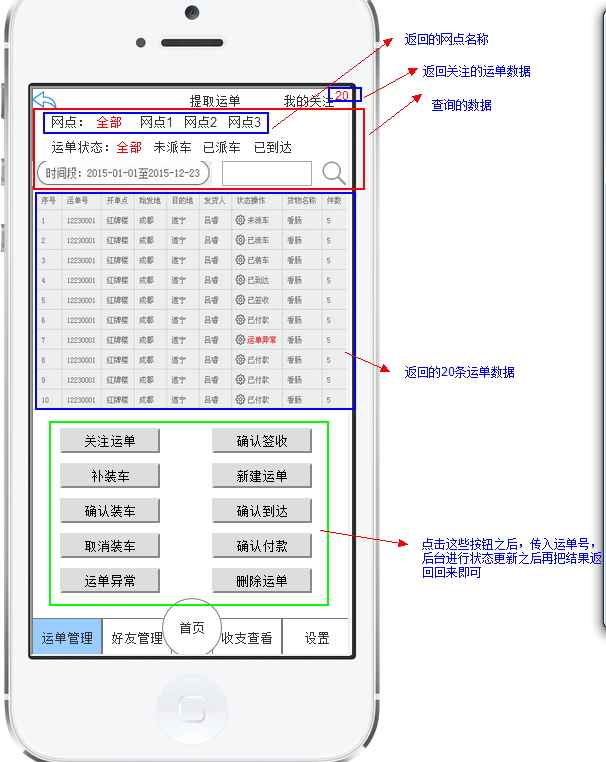 返回的网点名称
提取运单
我的关注
20
返回关注的运单数据
查询的数据
网点： 全部 网点1 网点2 网点3
运单状态：全部 未派车 已派车 已到达
时间段：2015-01-01至2015-12-23
序号 运单号 开单点 始发地 目的地 发货人 状态操作 货物名称 件数
1 12230001 红牌楼 成都 遂宁 吕睿 未派车 香肠 5
2 12230001 红牌楼 成都 遂宁 吕睿 已派车 香肠 5
3 12230001 红牌楼 成都 遂宁 吕睿 已装车 香肠 5
4 12230001 红牌楼 成都 遂宁 吕睿 已到达 香肠 5
5 12230001 红牌楼 成都 遂宁 吕睿 已签收 香肠 5
6 12230001 红牌楼 成都 遂宁 吕睿 已付款 香肠 5
7 12230001 红牌楼 成都 遂宁 吕睿 运单异常 香肠 5
8 12230001 红牌楼 成都 遂宁 吕睿 已付款 香肠 5
9 12230001 红牌楼 成都 遂宁 吕睿 已付款 香肠 5
10 12230001 红牌楼 成都 遂宁 吕睿 已付款 香肠 5
返回的20条运单数据
关注运单 确认签收
补装车 新建运单
确认装车 确认到达
取消装车 确认付款
运单异常 删除运单
点击这些按钮之后，传入运单号，
后台进行状态更新之后再把结果返
回回来即可
运单管理 好友管理 首页 收支查看 设置